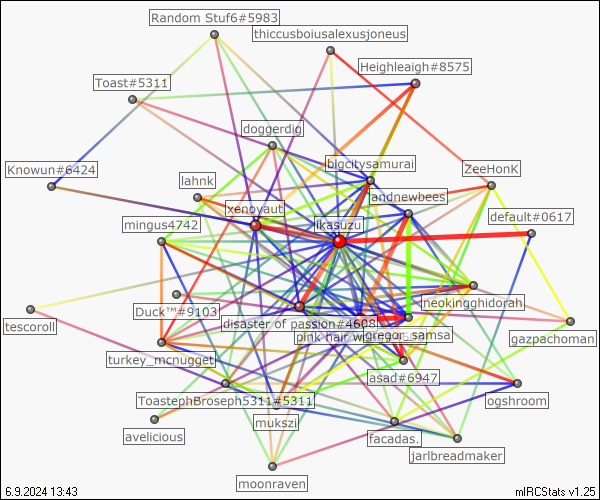 Random Stuf6#5983
thiccusboiusalexusjoneus
Heighleaigh#8575
Toast#5311
doggerdig
bigcitysamurai
ZeeHonK
Knowun#6424
lahnk
landnewbees
xenovaut
ikasuzu
default#0617
mingus4742
neokingghidorah
Duck™#9103
tescoroll
disaster of passion#4608
pink hair w
gregor_samsa
gazpachoman
turkey_mcnugget
asad#6947
ToastephBroseph5311#5311
ogshroom
mukszi
avelicious
facadas.
jarlbreadmaker
moonraven
6.9.2024 13:43
mIRCStats v1.25